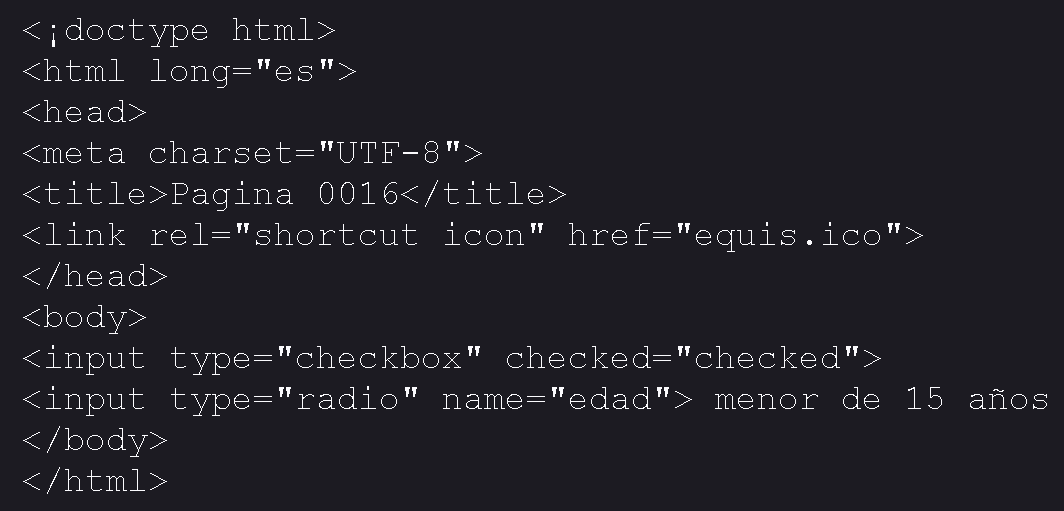 <¡doctype html>
<html long="es">
<head>
<meta charset="UTF-8">
<title>Pagina 0016</title>
<link rel="shortcut icon" href="equis.ico">
</head>
<body>
<input type="checkbox" checked="checked">
<input type="radio" name="edad"> menor de 15 años
</body>
</html>